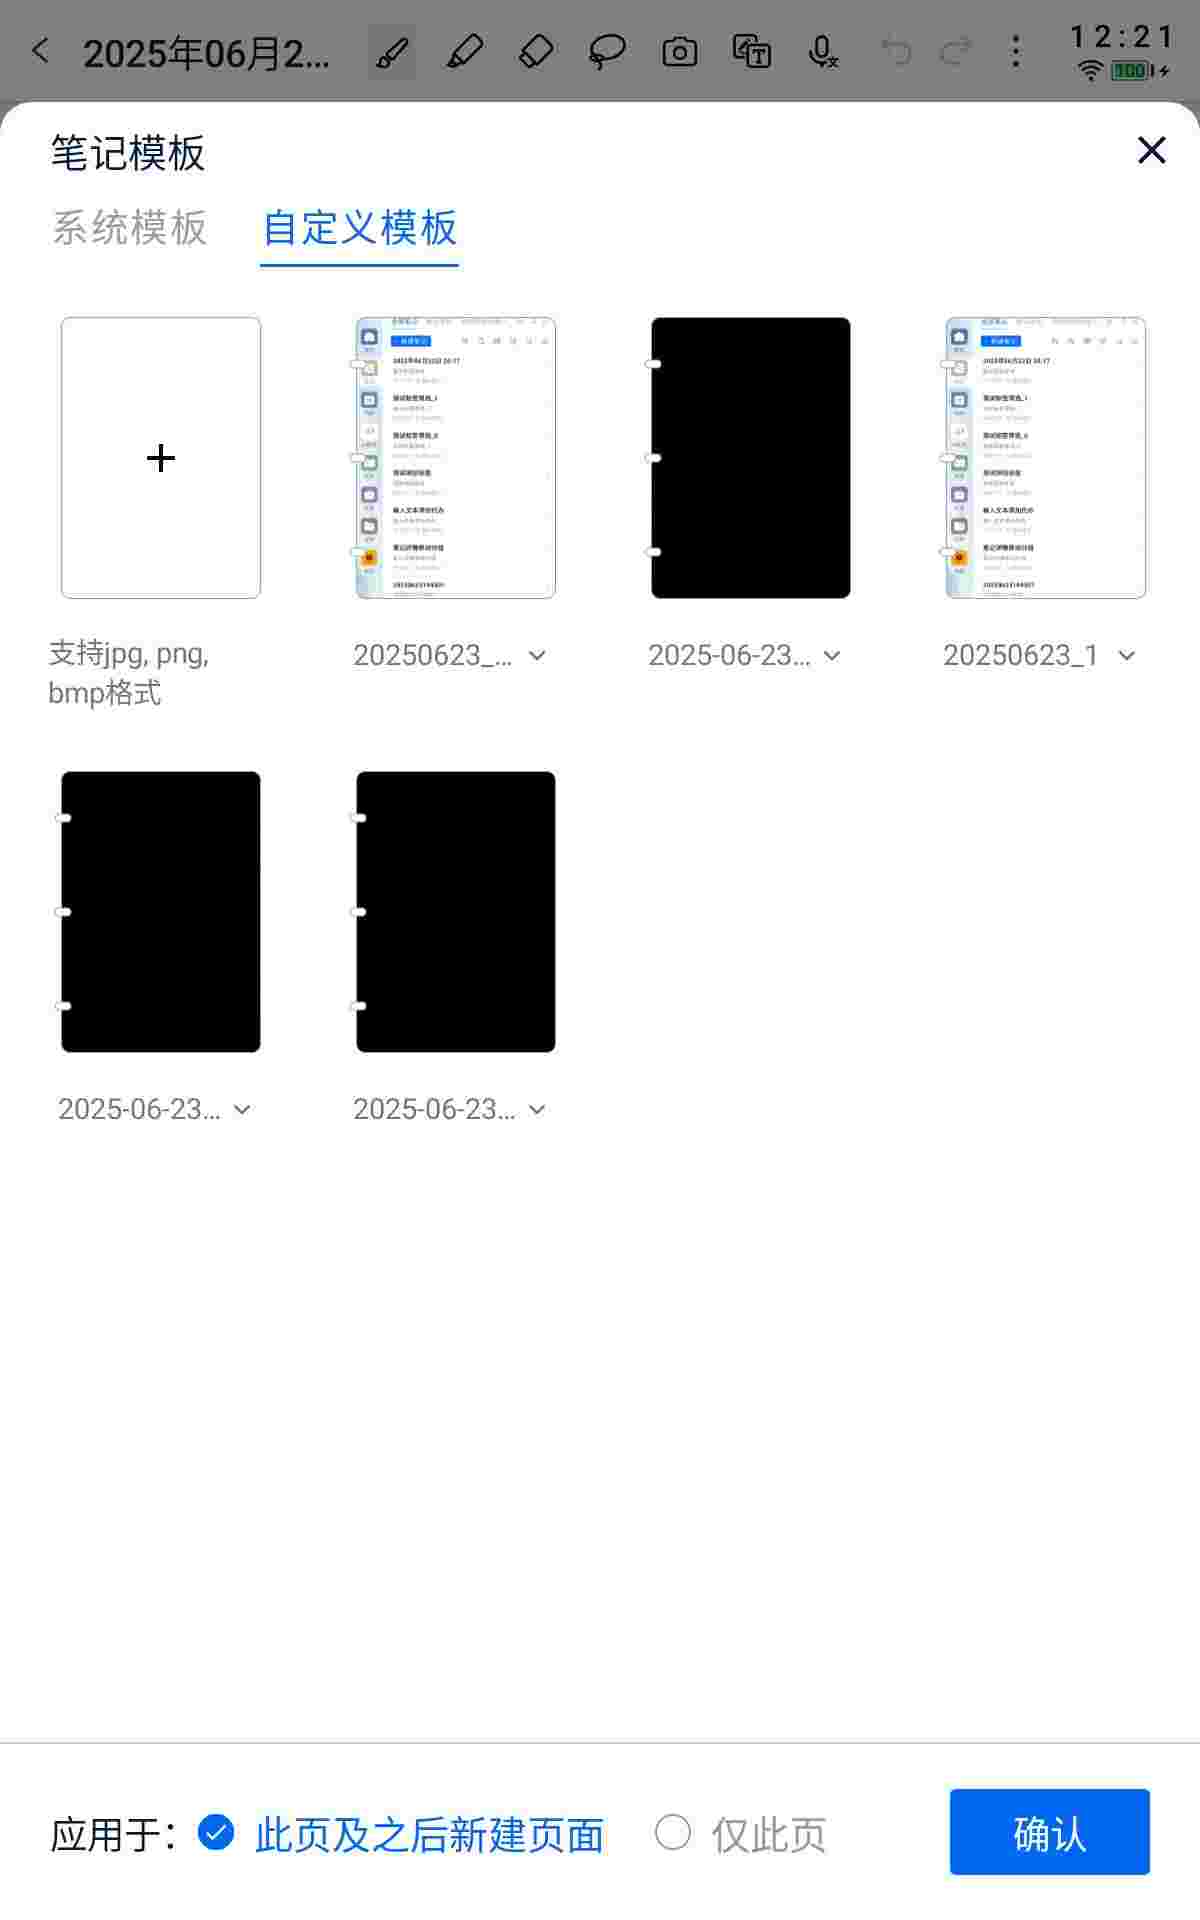 2025年06月2...
12:21
100
笔记模板
系统模板
自定义模板
支持jpg, png,
bmp格式
20250623_...
2025-06-23...
20250623_1
2025-06-23...
2025-06-23...
应用于：
此页及之后新建页面
仅此页
确认